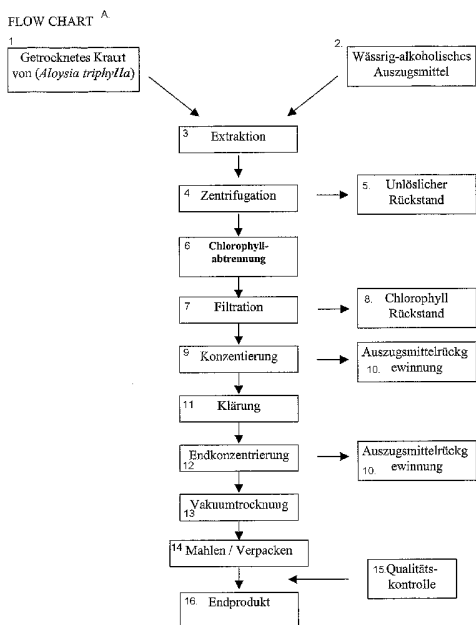 FLOW CHART A.
1
Getrocknetes Kraut
von (Aloysia triphylla)
2. Wässrig-alkoholisches
Auszugsmittel
3 Extraktion
4 Zentrifugation
5. Unlöslicher
Rückstand
6 Chlorophyll-
abtrennung
7 Filtration
8. Chlorophyll
Rückstand
9 Konzentierung
Auszugsmittelrückg
10. ewinnung
11 Klärung
Endkonzentrierung
12
Auszugsmittelrückg
10. ewinnung
Vakuumtrocknung
13
14 Mahlen / Verpacken
15 Qualitäts-
kontrolle
16. Endprodukt